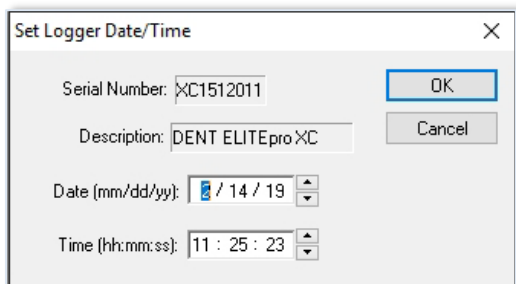 Set Logger Date/Time
Serial Number: XC1512011
OK
Description: DENT ELITEpro XC
Cancel
Date (mm/dd/yy): 2 / 14 / 19
Time (hh:mm:ss): 11 : 25 : 23